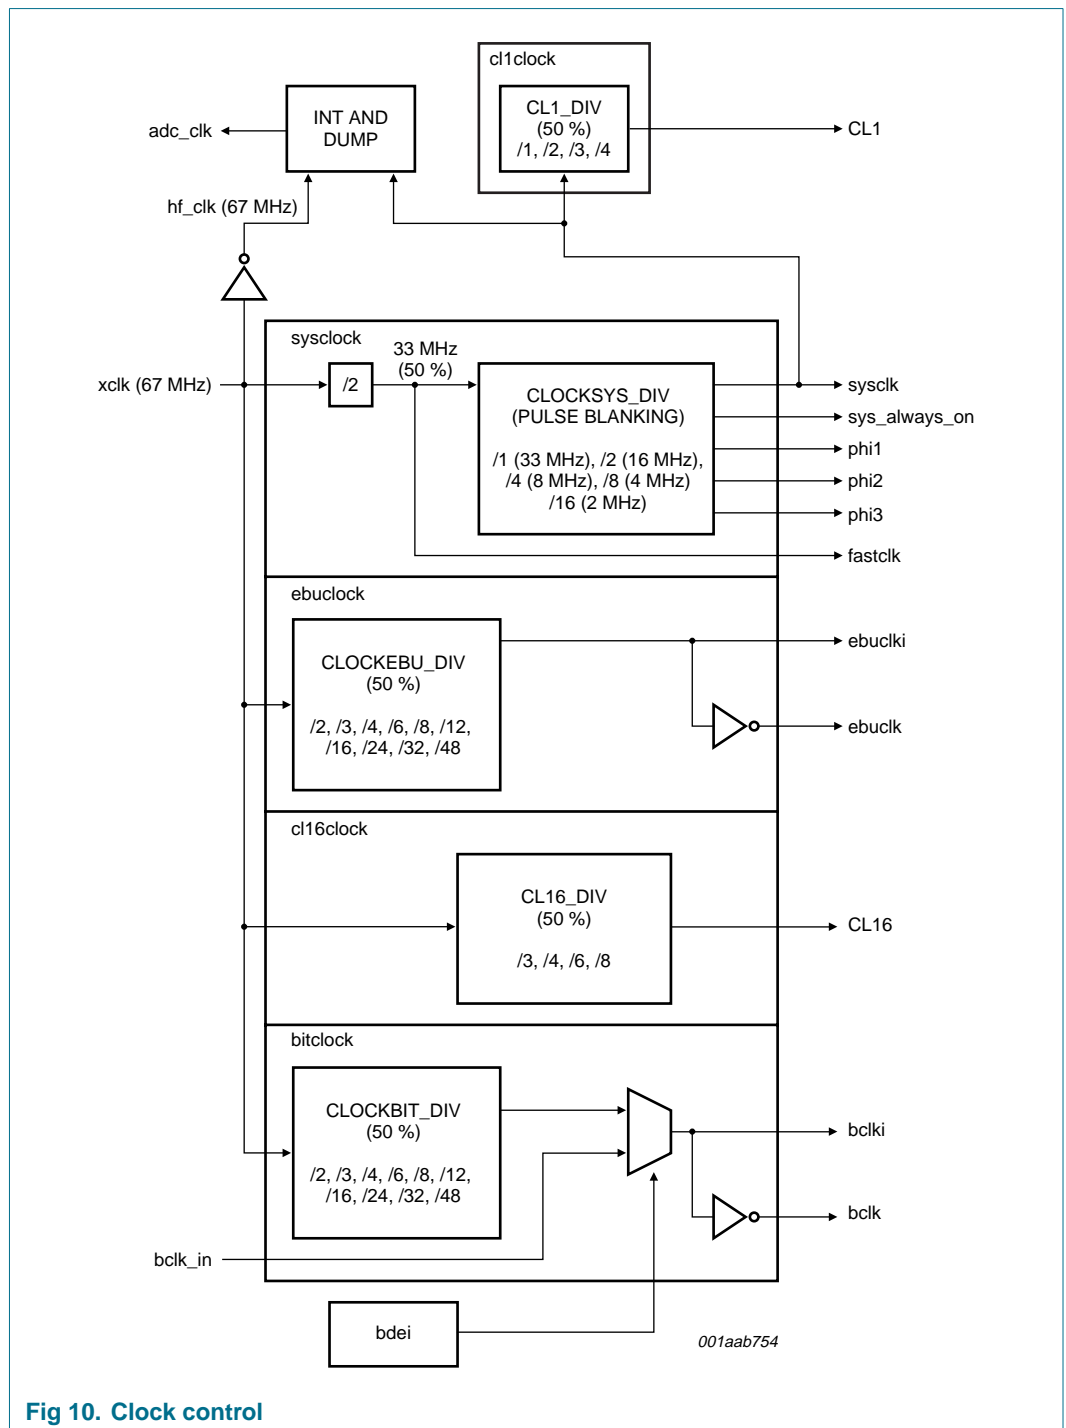 cl1clock
CL1_DIV
(50 %)
/1, /2, /3, /4
CL1
INT AND
DUMP
adc_clk
hf_clk (67 MHz)
sysclock
33 MHz
(50 %)
xclk (67 MHz)
/2
CLOCKSYS_DIV
(PULSE BLANKING)
/1 (33 MHz), /2 (16 MHz),
/4 (8 MHz), /8 (4 MHz)
/16 (2 MHz)
sysclk
sys_always_on
phi1
phi2
phi3
fastclk
ebuclock
CLOCKEBU_DIV
(50 %)
/2, /3, /4, /6, /8, /12,
/16, /24, /32, /48
ebuclki
ebuclk
cl16clock
CL16_DIV
(50 %)
/3, /4, /6, /8
CL16
bitclock
CLOCKBIT_DIV
(50 %)
/2, /3, /4, /6, /8, /12,
/16, /24, /32, /48
bclki
bclk
bclk_in
bdei
001aab754
Fig 10. Clock control